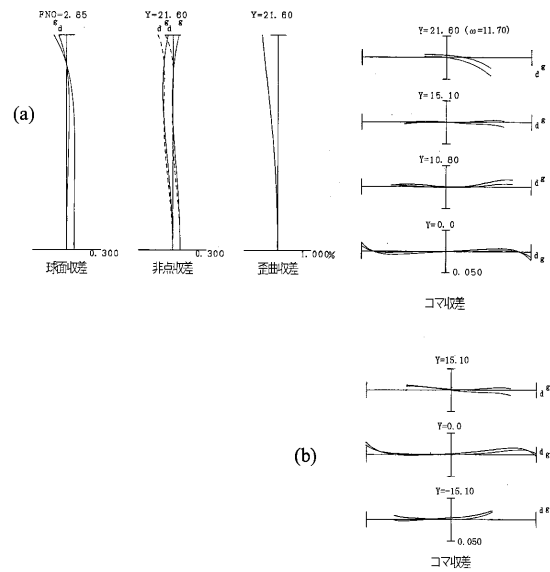 (a)
FNO=2.85
g
d
0.300
球面収差
Y=21.60
g
d d g
0.300
非点収差
Y=21.60
1.000%
歪曲収差
Y=21.60 (ω=11.70)
d g
Y=15.10
d g
Y=10.80
d g
Y=0.0
d g
0.050
コマ収差
(b)
Y=15.10
d g
Y=0.0
d g
Y=-15.10
d g
0.050
コマ収差